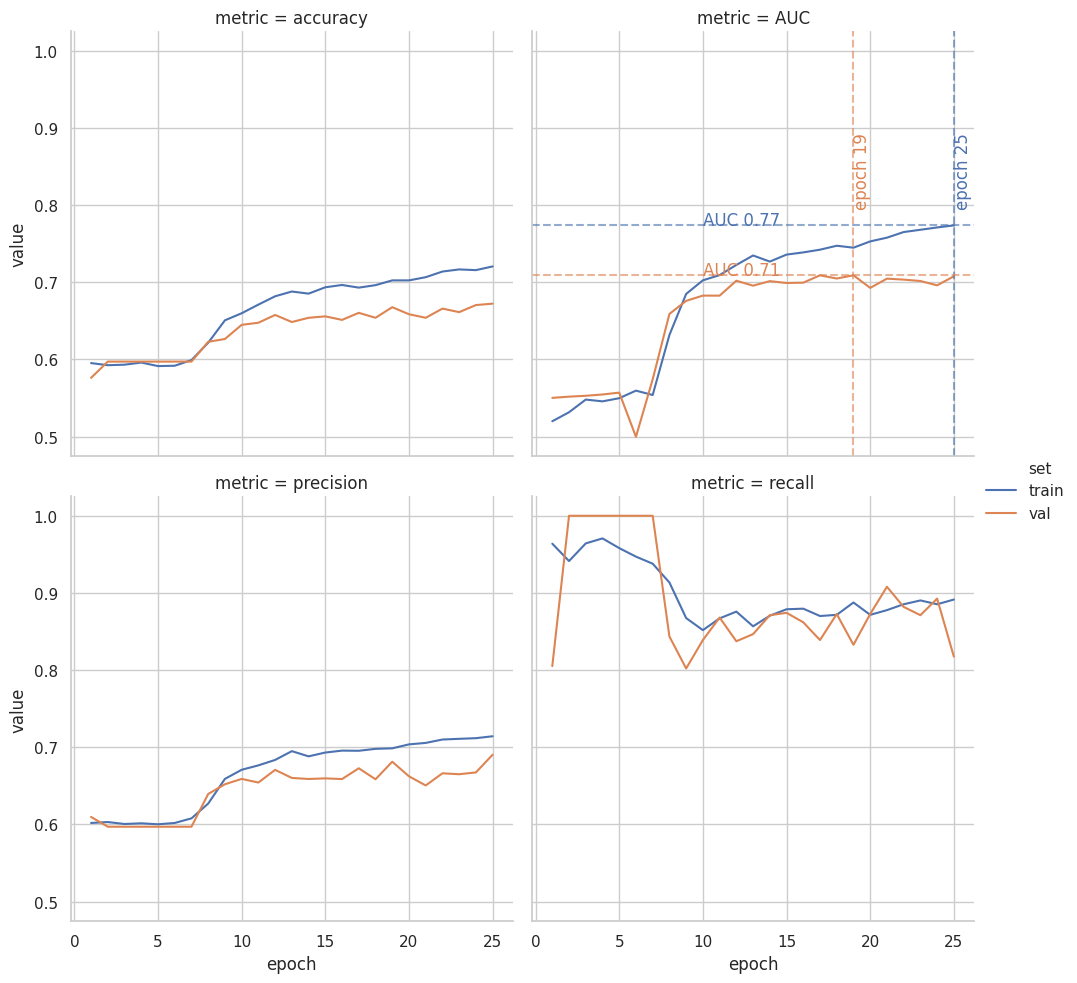 metric = accuracy
metric = AUC
1.0
0.9
0.8
0.7
0.6
0.5
value
epoch 19
epoch 25
AUC 0.77
AUC 0.71
metric = precision
metric = recall
set
train
val
1.0
0.9
0.8
0.7
0.6
0.5
value
0 5 10 15 20 25
0 5 10 15 20 25
epoch
epoch